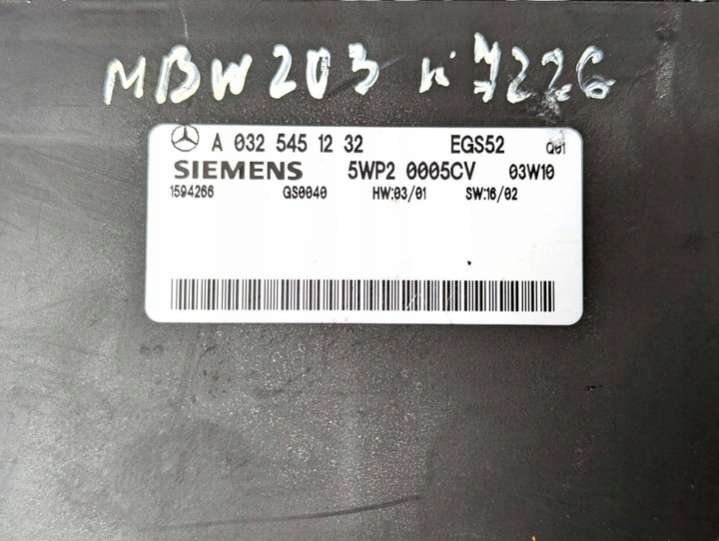 MBW203 n 7226
A 032 545 12 32 EGS52 Q01
SIEMENS 5WP2 0005CV 03W10
1594266 GS0040 HW:03/01 SW:16/02